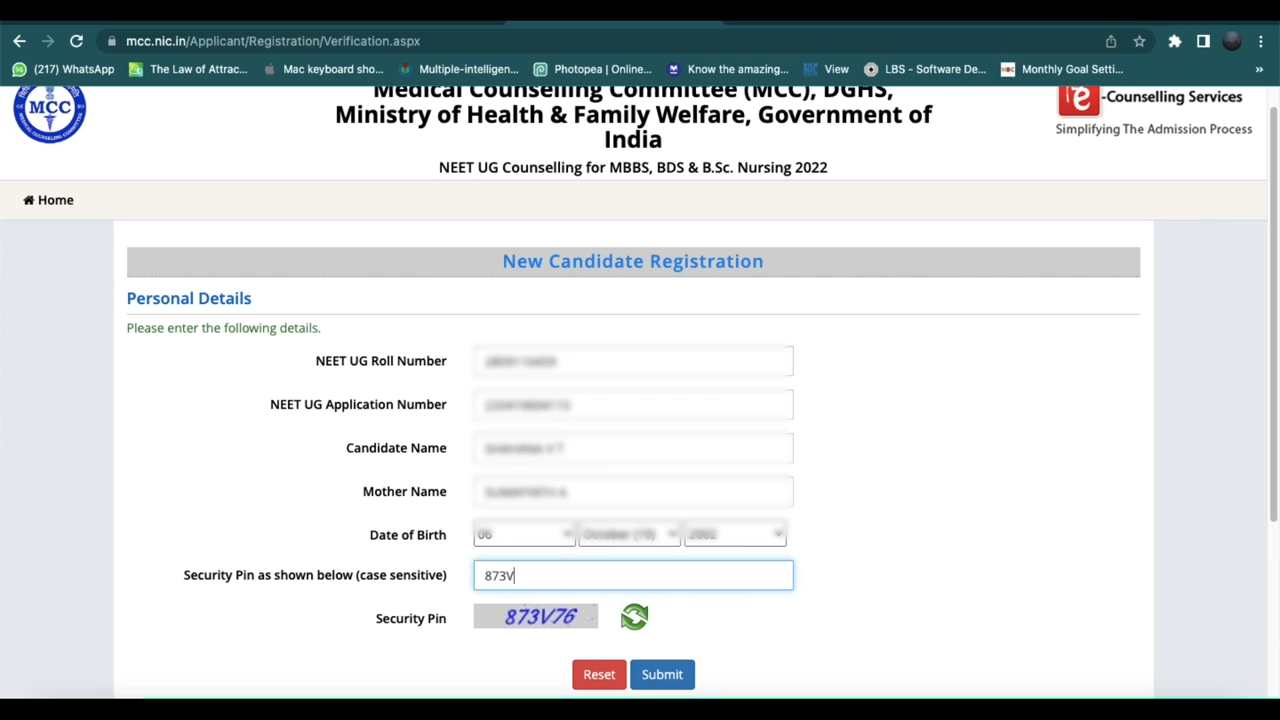 mcc.nic.in/Applicant/Registration/Verification.aspx
(217) WhatsApp The Law of Attrac... Mac keyboard sho... Multiple-intelligen... Photopea | Online... Know the amazing... View LBS - Software De... Monthly Goal Setti... »
MCC
Medical Counselling Committee (MCC), DGHS,
Ministry of Health & Family Welfare, Government of
India
NEET UG Counselling for MBBS, BDS & B.Sc. Nursing 2022
e-Counselling Services
Simplifying The Admission Process
Home
New Candidate Registration
Personal Details
Please enter the following details.
NEET UG Roll Number
NEET UG Application Number
Candidate Name
Mother Name
Date of Birth
Security Pin as shown below (case sensitive) 873V
Security Pin 873V76
Reset Submit